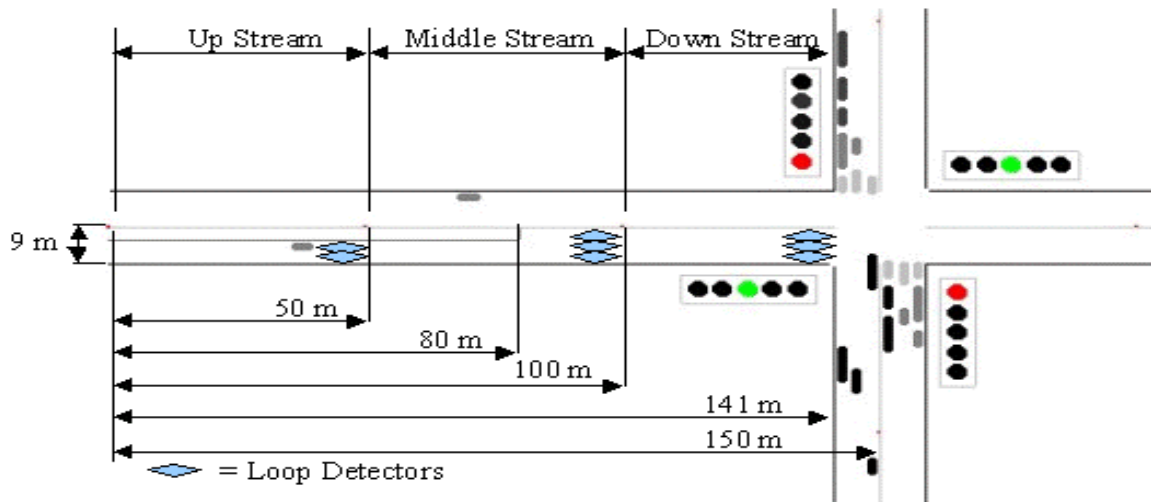 Up Stream Middle Stream Down Stream
9 m
50 m
80 m
100 m
141 m
150 m
= Loop Detectors